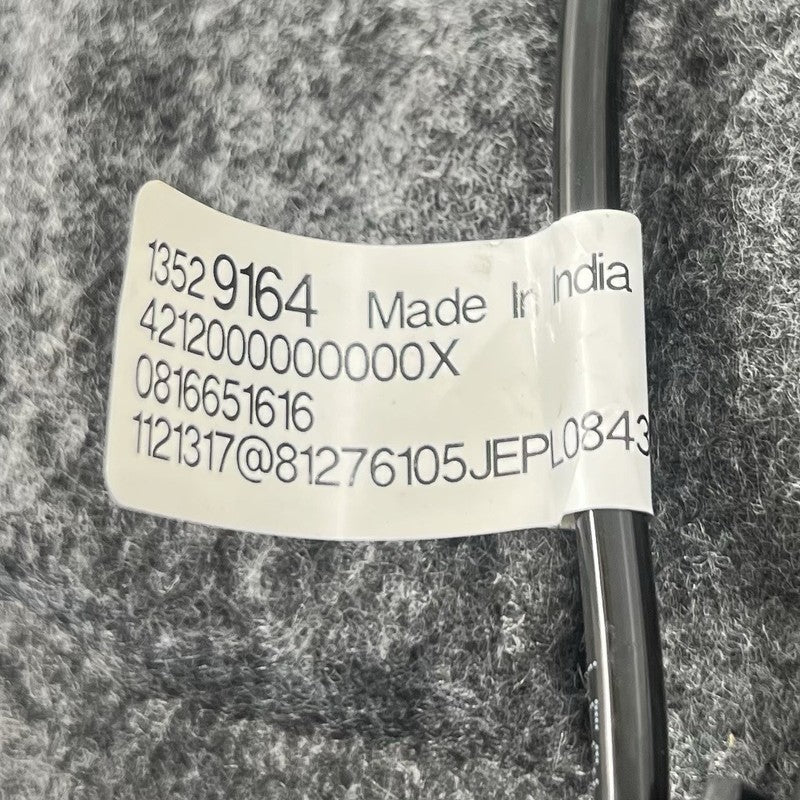 13529164 Made In India
4212000000000X
0816651616
1121317@81276105JEPL0843